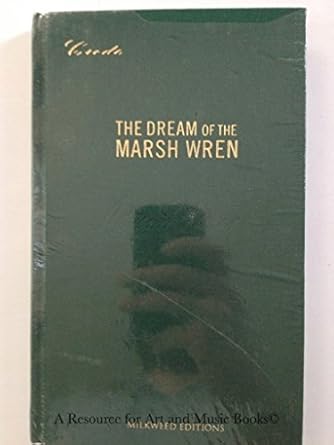 Credo
THE DREAM OF THE
MARSH WREN
MILKWEED EDITIONS
A Resource for Art and Music Books©